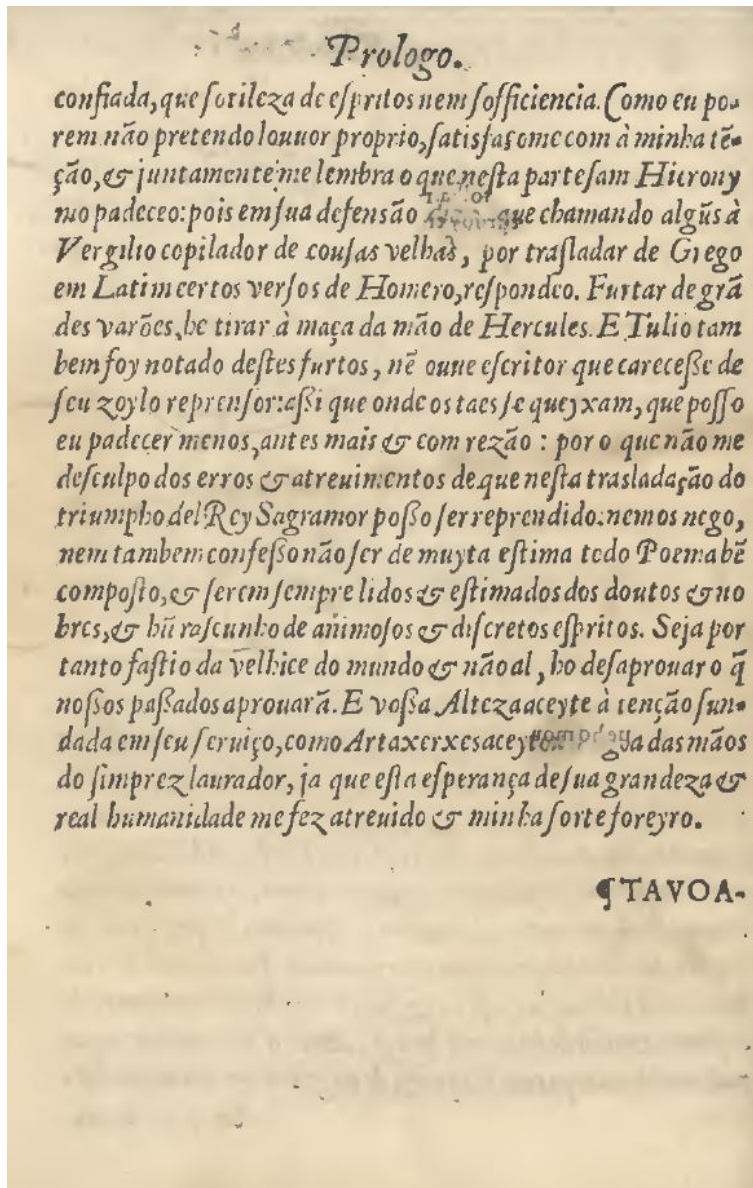 Prologo.
confiada, que sotileza de espritos nem sofficiencia. Como eu po-
rem não pretendo louuor proprio, satisfaçome com à minha tẽ-
ção, & juntamente me lembra o que nesta parte sam Hierony
mo padeceo: pois em sua defensão que chamando algũs à
Vergilio copilador de cousas velhas, por trasladar de Grego
em Latim certos versos de Homero, respondeo. Furtar de grã
des varões, he tirar à maça da mão de Hercules. E Tulio tam
bem foy notado destes furtos, nẽ ouue escritor que carecesse de
seu zoylo reprensor: assi que onde os taes se queyxam, que posso
eu padecer menos, antes mais & com rezão : por o que não me
desculpo dos erros & atreuimentos de que nesta trasladação do
triumpho del Rey Sagramor posso ser reprendido: nem os nego,
nem tambem confesso não ser de muyta estima todo Poema bẽ
composto, & serem sempre lidos & estimados dos doutos & no
bres, & hũ rascunho de animosos & discretos espritos. Seja por
tanto fastio da velhice do mundo & não al, ho desaprouar o q̃
nossos passados aprouarã. E vossa Alteza aceyte à tenção fun-
dada em seu seruiço, como Artaxerxes aceytou das mãos
do simprez laurador, ja que esta esperança de sua grandeza &
real humanidade me fez atreuido & minha sorte foreyro.
¶TAVOA-